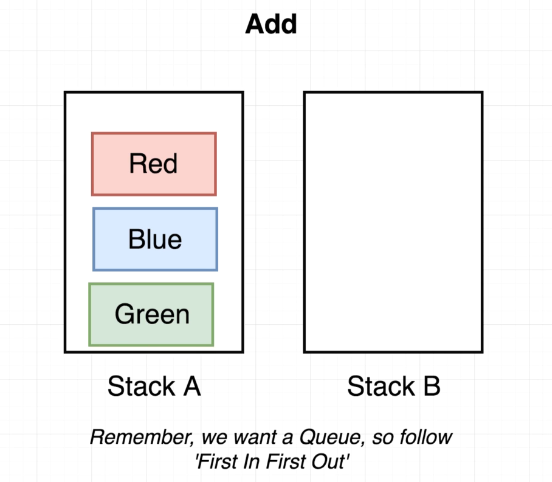 Add
Red
Blue
Green
Stack A
Stack B
Remember, we want a Queue, so follow
'First In First Out'